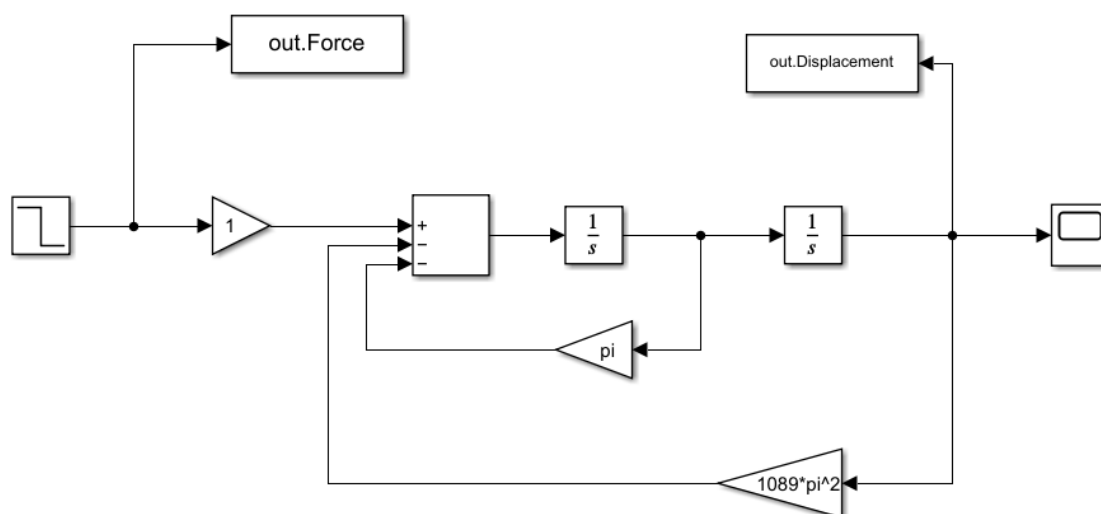 out.Force
out.Displacement
1
+
−
−
1
s
1
s
pi
1089*pi^2